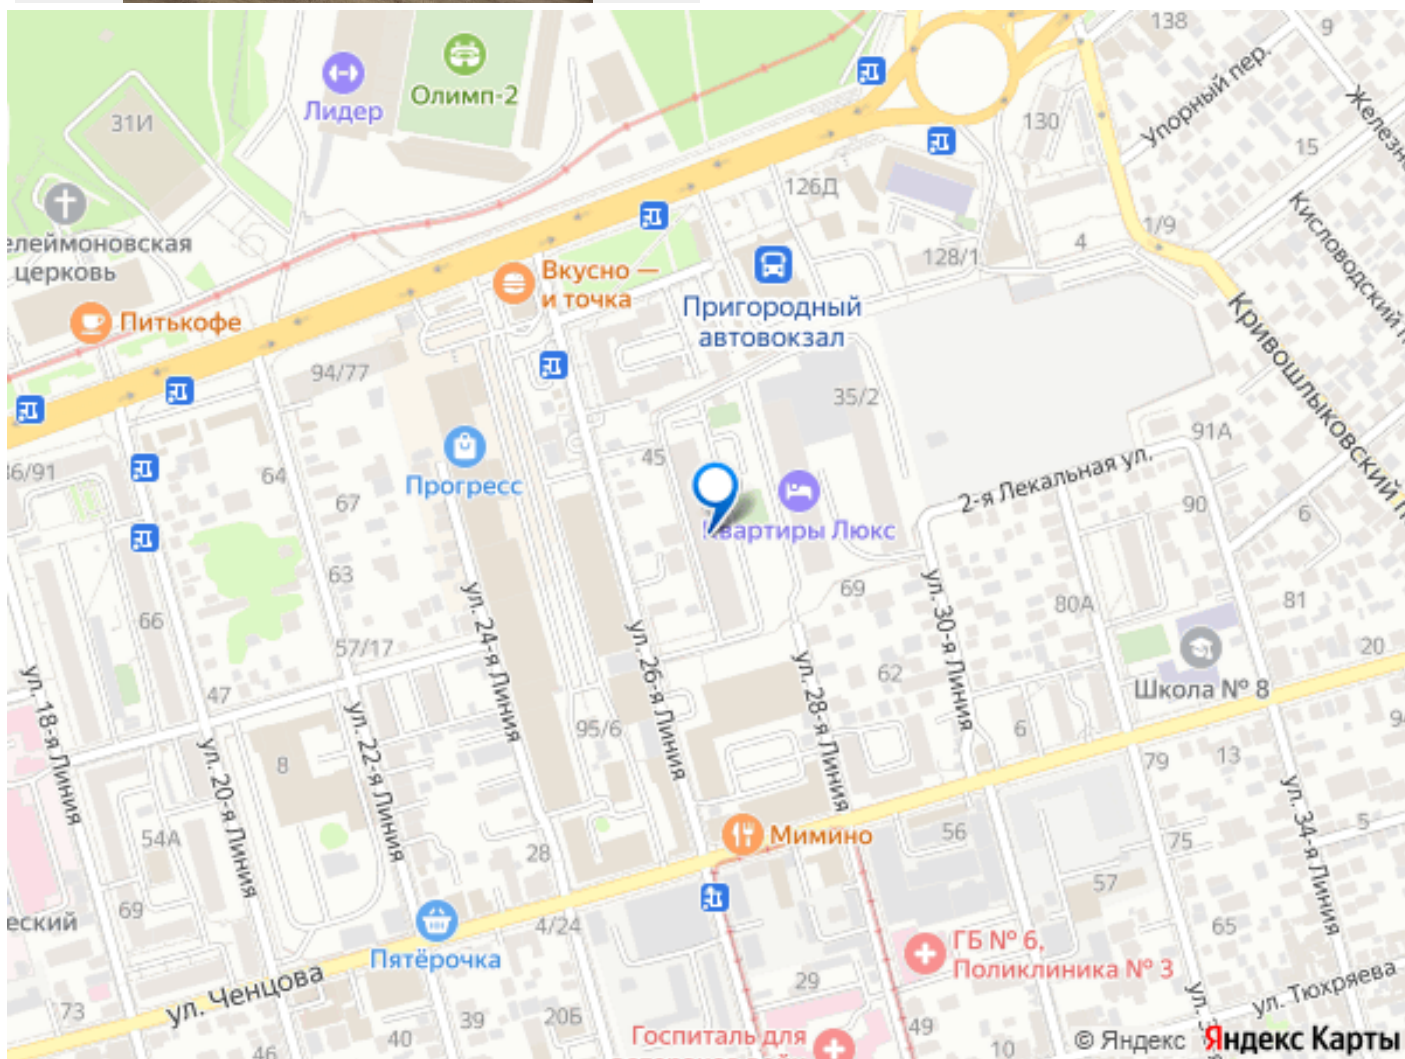 138
9
Упорный пер.
Железно
31И
Лидер
Олимп-2
130
15
126Д
Кисловодский п
1/9
4
128/1
елеймоновская
церковь
Вкусно —
и точка
Пригородный
автовокзал
Питькофе
Кривошлыковский п
94/77
35/2
91А
86/91
64
67
45
Прогресс
2-я Лекальная ул.
90
6
Квартиры Люкс
63
66
ул. 24-я Линия
ул. 26-я Линия
69
ул. 30-я Линия
80А
81
57/17
20
ул. 18-я Линия
47
ул. 20-я Линия
ул. 22-я Линия
ул. 28-я Линия
62
Школа № 8
8
95/6
6
79
13
ул. 34-я Линия
54А
28
Мимино
56
75
5
57
69
еский
4/24
Пятёрочка
65
ГБ № 6,
Поликлиника № 3
ул. Ченцова
73
40
39
20Б
46
29
49
10
ул. Тюхряева
Госпиталь для
© Яндекс Яндекс Карты